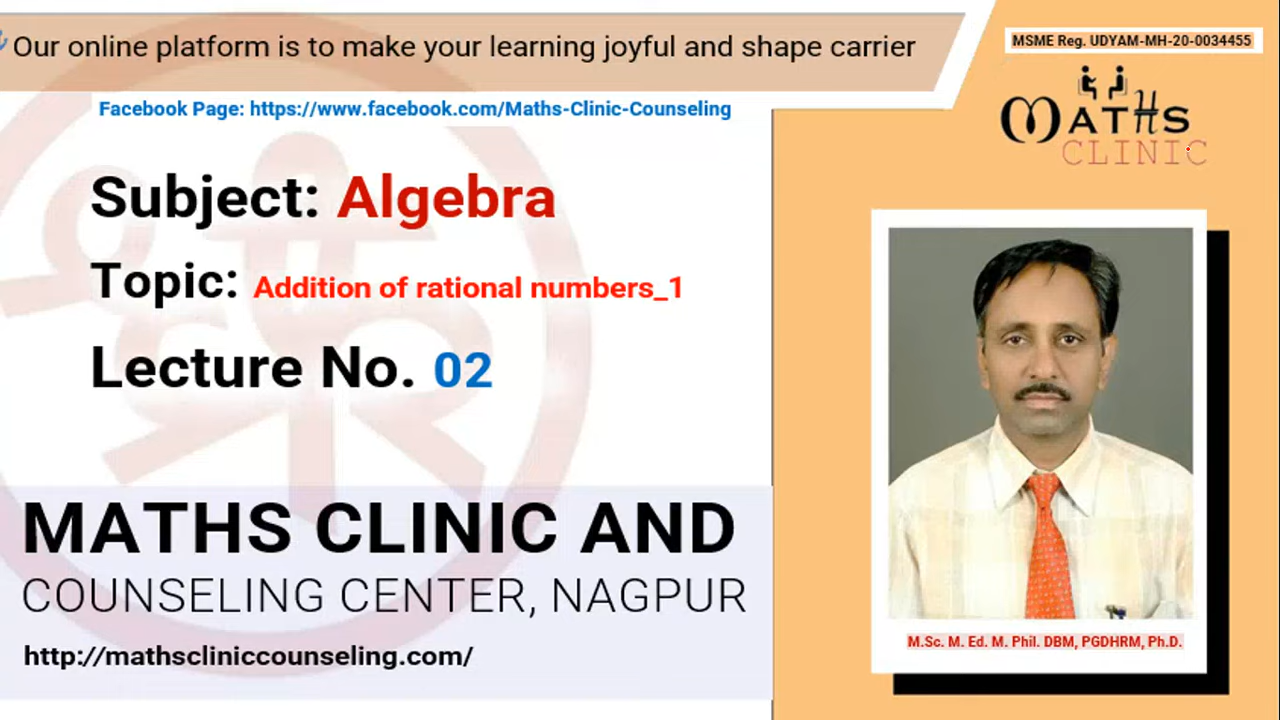 Our online platform is to make your learning joyful and shape carrier
MSME Reg. UDYAM-MH-20-0034455
MATHS
CLINIC
Facebook Page: https://www.facebook.com/Maths-Clinic-Counseling
Subject: Algebra
Topic: Addition of rational numbers_1
Lecture No. 02
MATHS CLINIC AND
COUNSELING CENTER, NAGPUR
http://mathscliniccounseling.com/
M.Sc. M. Ed. M. Phil. DBM, PGDHRM, Ph.D.